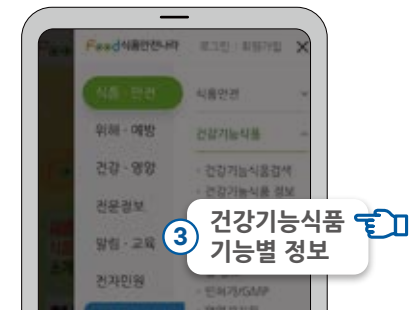 Food식품안전나라
로그인 | 회원가입
식품·안전
식품안전
위해·예방
건강기능식품
건강·영양
- 건강기능식품검색
- 건강기능식품 정보
전문정보
3
건강기능식품
기능별 정보
알림·교육
전자민원
- 인허가/GMP